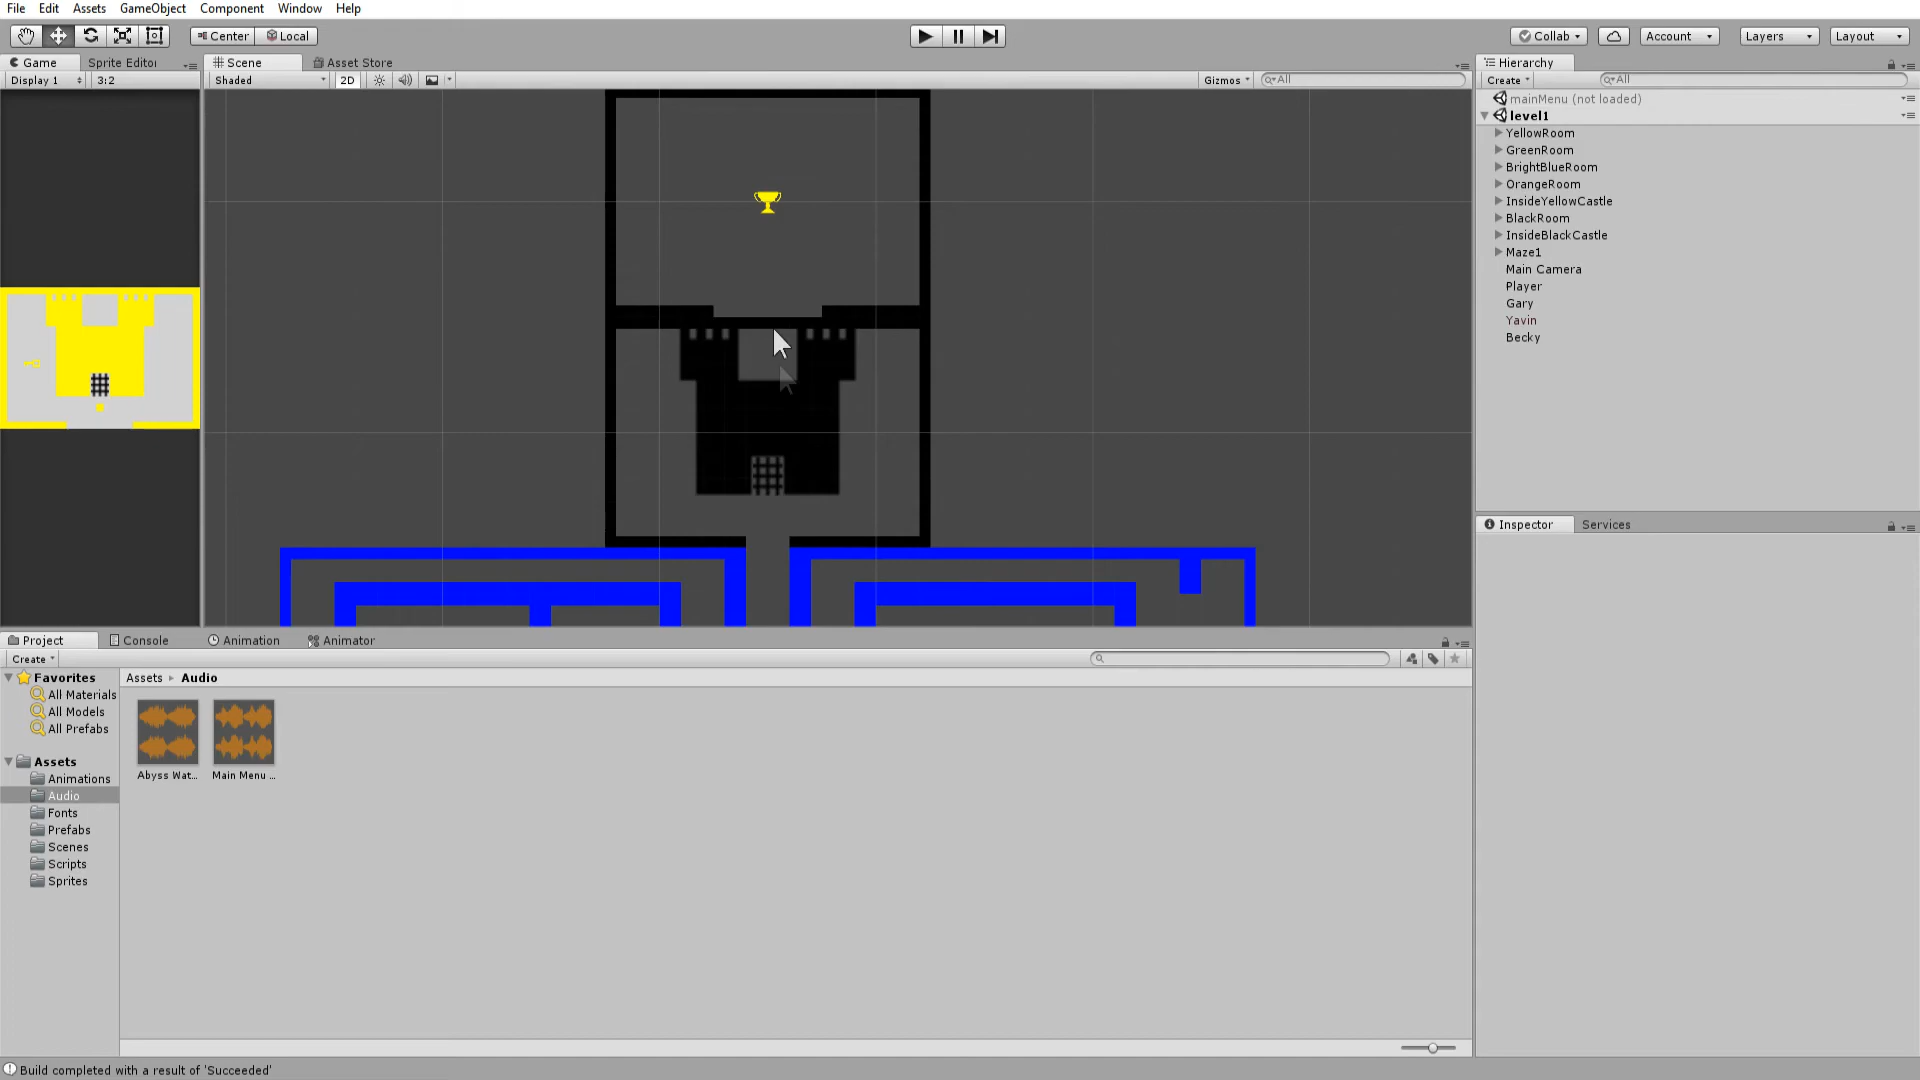 File Edit Assets GameObject Component Window Help
Center Local
Collab Account Layers Layout
Game Sprite Editor
Scene Asset Store
Hierarchy
Display 1 3:2
Shaded 2D
Gizmos All
Create All
mainMenu (not loaded)
level1
YellowRoom
GreenRoom
BrightBlueRoom
OrangeRoom
InsideYellowCastle
BlackRoom
InsideBlackCastle
Maze1
Main Camera
Player
Gary
Yavin
Becky
Inspector Services
Project Console Animation Animator
Create
Favorites
All Materials
All Models
All Prefabs
Assets
Animations
Audio
Fonts
Prefabs
Scenes
Scripts
Sprites
Assets Audio
Abyss Wat... Main Menu ...
Build completed with a result of 'Succeeded'